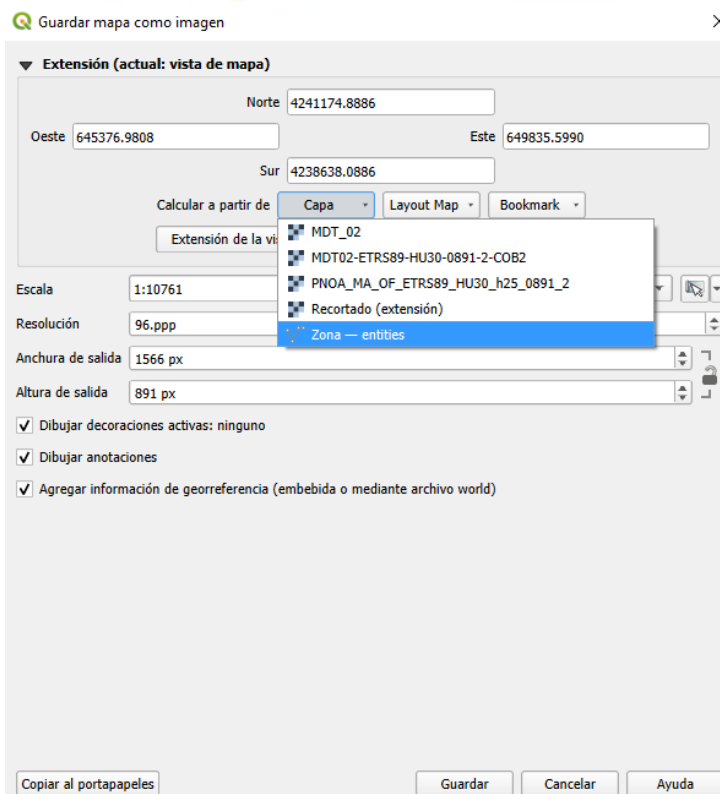 Guardar mapa como imagen
Extensión (actual: vista de mapa)
Norte 4241174.8886
Oeste 645376.9808 Este 649835.5990
Sur 4238638.0886
Calcular a partir de Capa Layout Map Bookmark
Extensión de la
MDT_02
MDT02-ETRS89-HU30-0891-2-COB2
PNOA_MA_OF_ETRS89_HU30_h25_0891_2
Recortado (extensión)
Zona — entities
Escala 1:10761
Resolución 96.ppp
Anchura de salida 1566 px
Altura de salida 891 px
Dibujar decoraciones activas: ninguno
Dibujar anotaciones
Agregar información de georreferencia (embebida o mediante archivo world)
Copiar al portapapeles Guardar Cancelar Ayuda